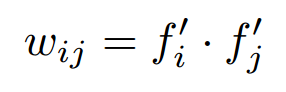 w_{ij} = f'_i · f'_j